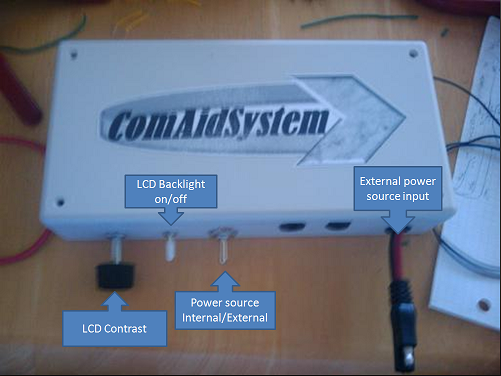 ComAidSystem
LCD Backlight
on/off
External power
source input
Power source
Internal/External
LCD Contrast